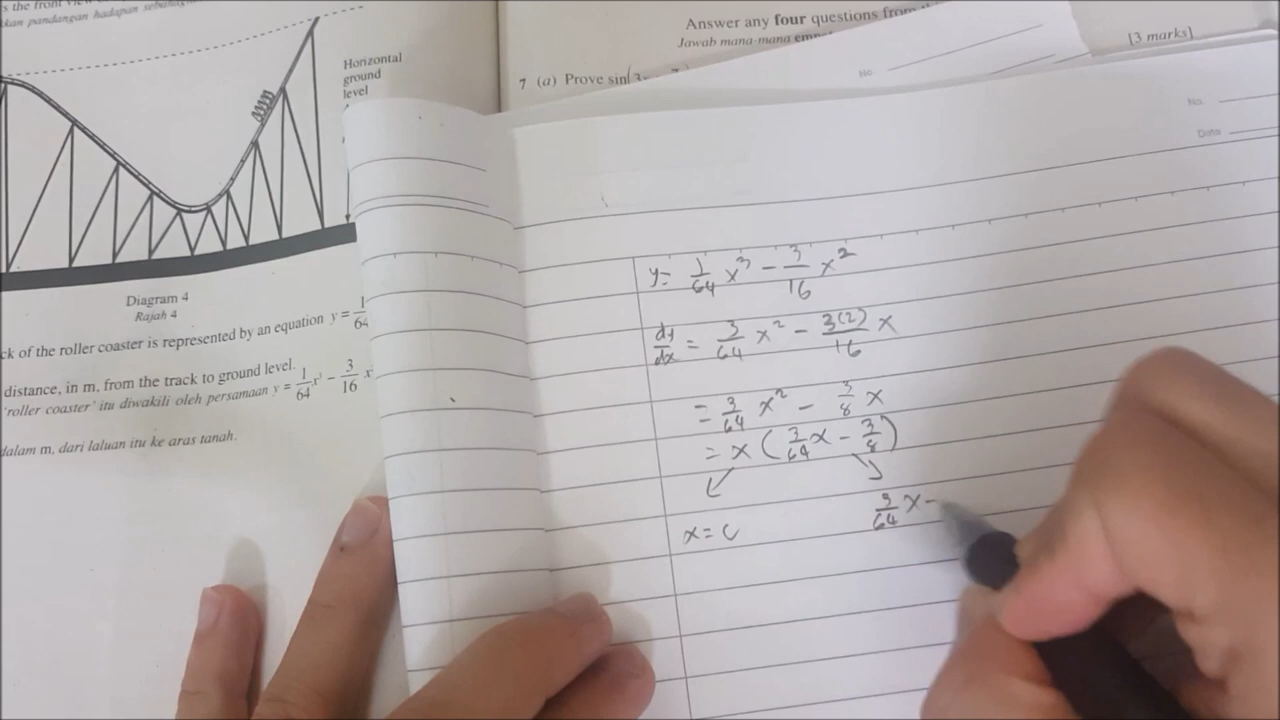 s the front view
kan pandangan hadapan sebahag
Horizontal
ground
level
Diagram 4
Rajah 4
ck of the roller coaster is represented by an equation y = 1/64
distance, in m, from the track to ground level.
'roller coaster' itu diwakili oleh persamaan y = 1/64 x³ − 3/16 x
dalam m, dari laluan itu ke aras tanah.
Answer any four questions from
Jawab mana-mana
[3 marks]
7 (a) Prove sin(3
No.
No.
Date
y = 1/64 x³ − 3/16 x²
dy/dx = 3/64 x² − 3(2)/16 x
= 3/64 x² − 3/8 x
= x (3/64 x − 3/8)
x = 0
3/64 x −